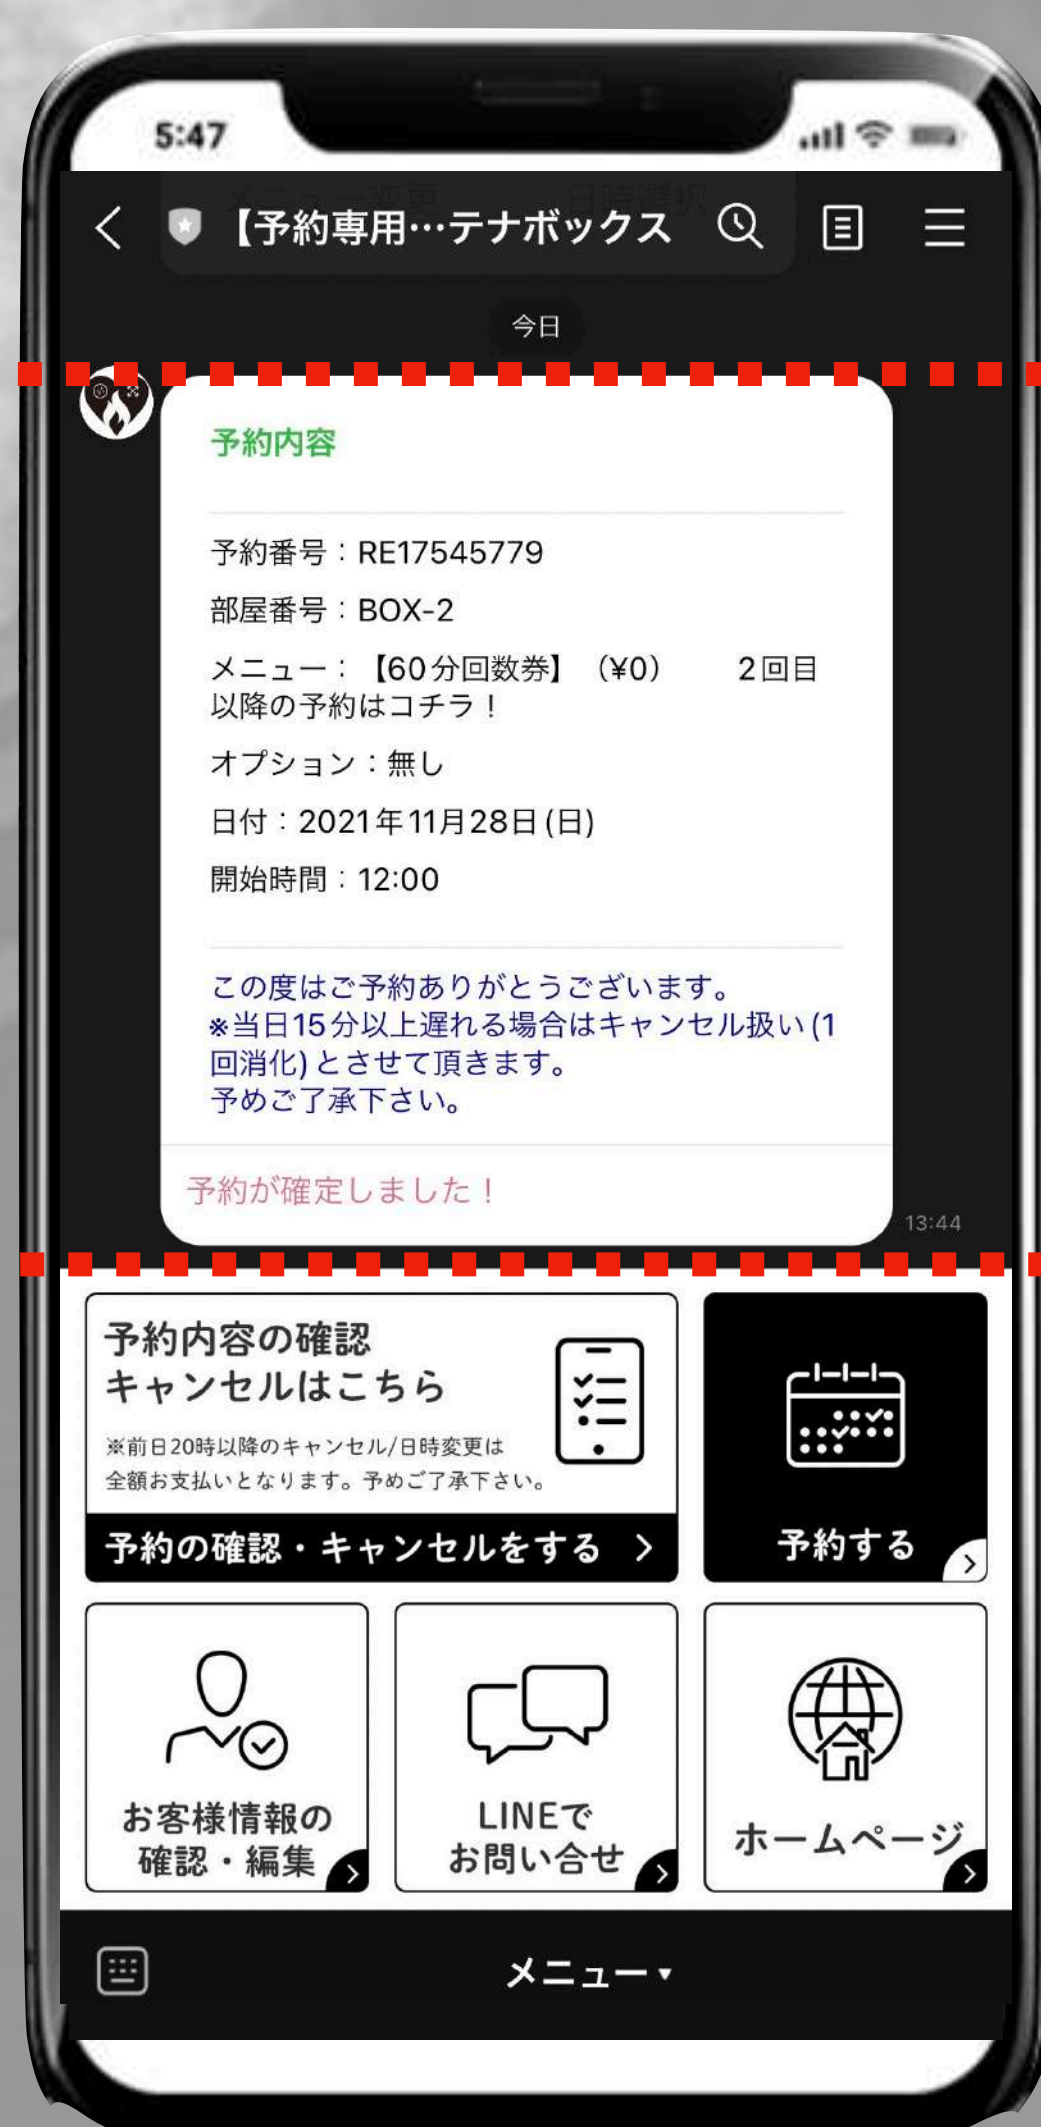 5:47
【予約専用…テナボックス
今日
予約内容
予約番号：RE17545779
部屋番号：BOX-2
メニュー：【60分回数券】（¥0）　　2回目
以降の予約はコチラ！
オプション：無し
日付：2021年11月28日(日)
開始時間：12:00
この度はご予約ありがとうございます。
※当日15分以上遅れる場合はキャンセル扱い(1
回消化)とさせて頂きます。
予めご了承下さい。
予約が確定しました！
13:44
予約内容の確認
キャンセルはこちら
※前日20時以降のキャンセル/日時変更は
全額お支払いとなります。予めご了承下さい。
予約の確認・キャンセルをする
予約する
お客様情報の
確認・編集
LINEで
お問い合せ
ホームページ
メニュー▾